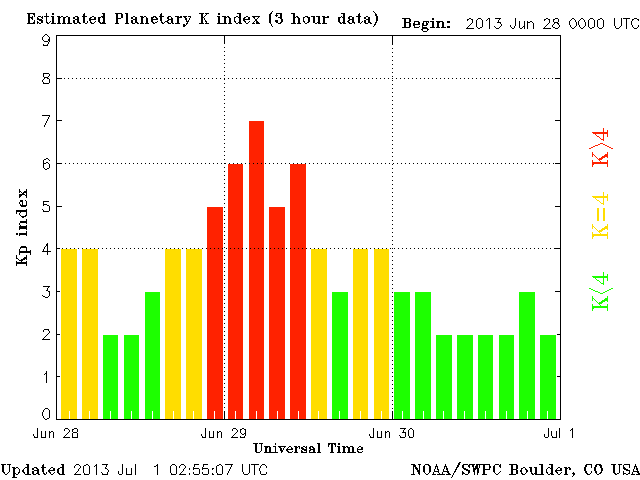 Estimated Planetary K index (3 hour data)
Begin: 2013 Jun 28 0000 UTC
9
8
7
6
5
4
3
2
1
0
Kp index
K>4
K=4
K<4
Jun 28
Jun 29
Jun 30
Jul 1
Universal Time
Updated 2013 Jul 1 02:55:07 UTC
NOAA/SWPC Boulder, CO USA